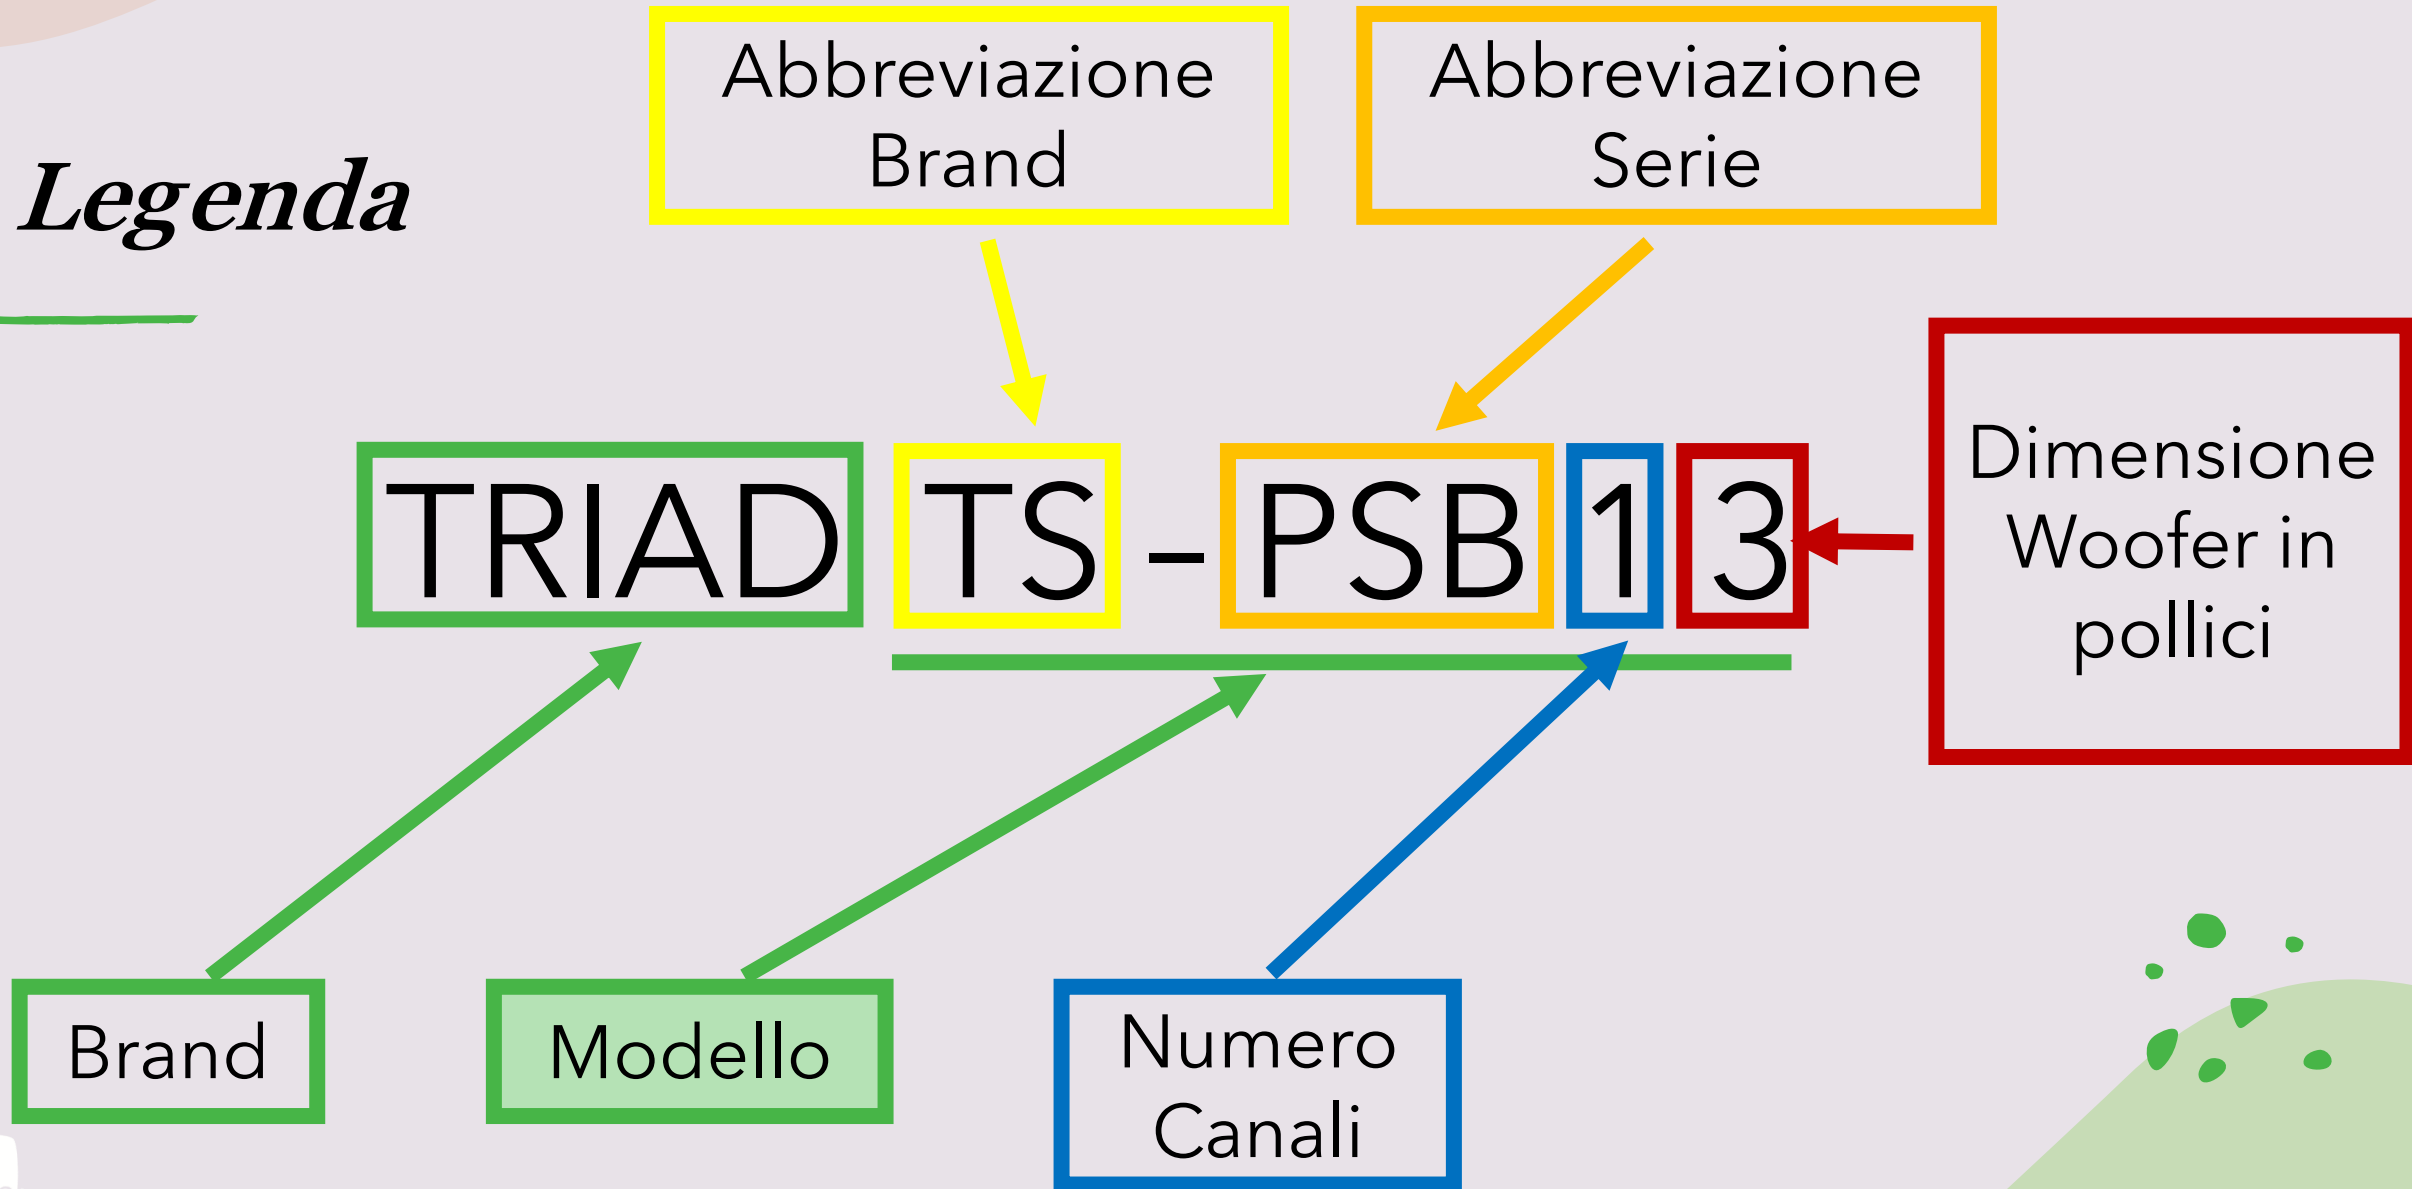 Abbreviazione
Brand
Abbreviazione
Serie
Legenda
TRIAD TS - PSB 1 3
Dimensione
Woofer in
pollici
Brand
Modello
Numero
Canali